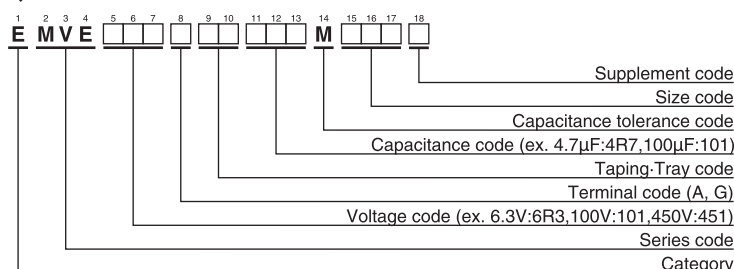 1 2 3 4 5 6 7 8 9 10 11 12 13 14 15 16 17 18
E M V E M
Supplement code
Size code
Capacitance tolerance code
Capacitance code (ex. 4.7µF:4R7,100µF:101)
Taping·Tray code
Terminal code (A, G)
Voltage code (ex. 6.3V:6R3,100V:101,450V:451)
Series code
Category